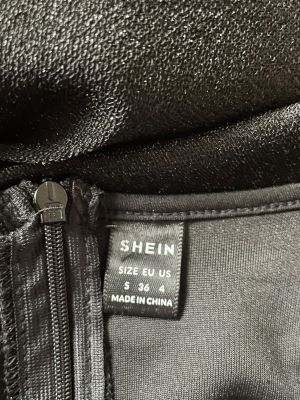 SHEIN
SIZE EU US
S 36 4
MADE IN CHINA